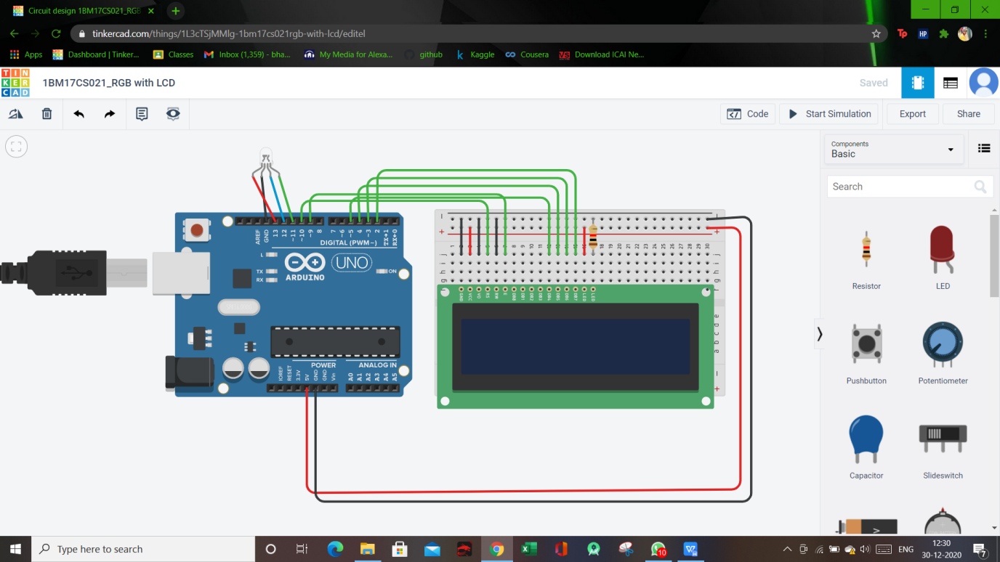 Circuit design 1BM17CS021_RGB
tinkercad.com/things/1L3cTSjMMlg-1bm17cs021rgb-with-lcd/editel
Tp
HP
Apps
Dashboard | Tinker...
Classes
Inbox (1,359) - bha...
My Media for Alexa...
github
Kaggle
Cousera
VS
Download ICAI Ne...
TIN
KER
CAD
1BM17CS021_RGB with LCD
Saved
Code
Start Simulation
Export
Share
Components
Basic
Search
AREF
GND
13
12
~11
~10
~9
8
7
~6
~5
4
~3
2
TX→1
RX←0
DIGITAL (PWM~)
L
TX
RX
ARDUINO
UNO
ON
POWER
ANALOG IN
IOREF
RESET
3.3V
5V
GND
GND
Vin
A0
A1
A2
A3
A4
A5
GND
VCC
VO
RS
RW
E
DB0
DB1
DB2
DB3
DB4
DB5
DB6
DB7
LED
LED
j
i
h
g
a b c d e
Resistor
LED
Pushbutton
Potentiometer
Capacitor
Slideswitch
Type here to search
10
ENG
12:30
30-12-2020
7